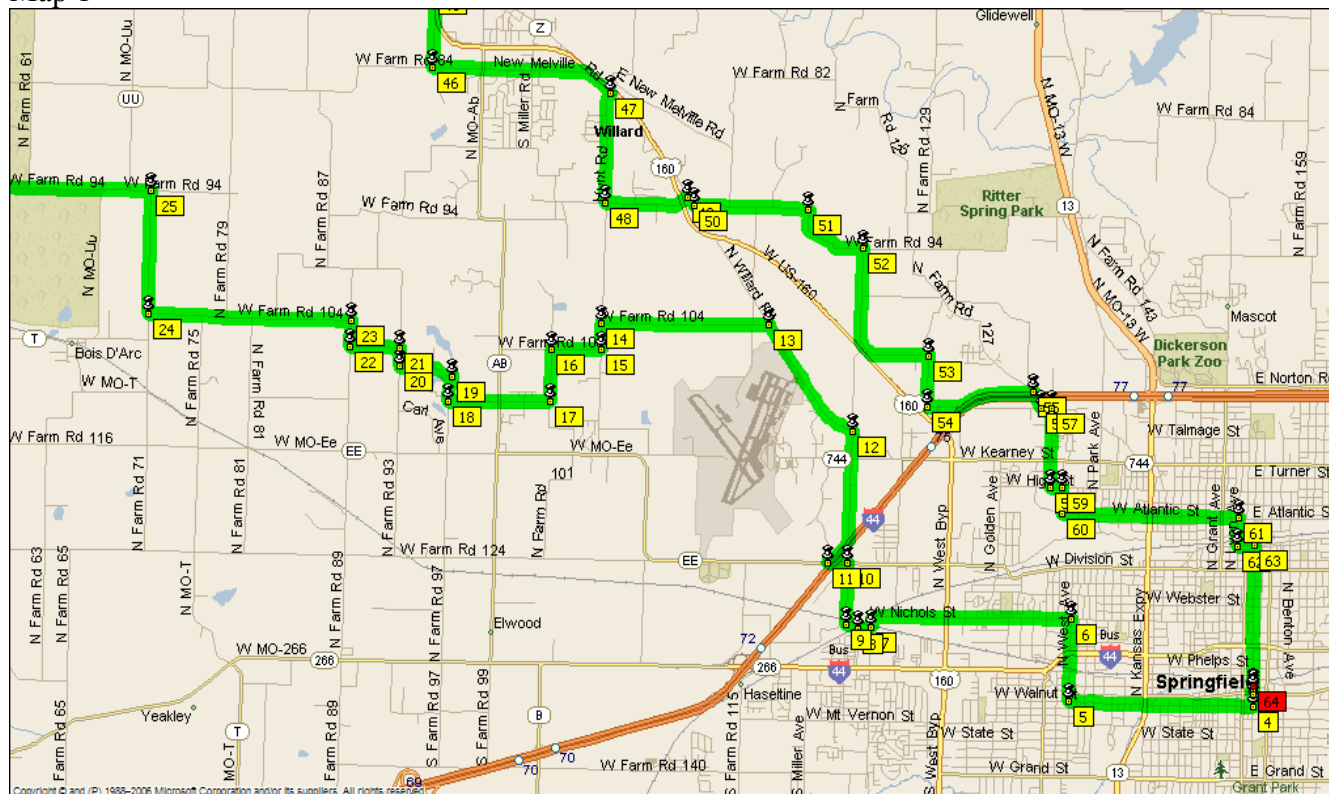 Glidewell
Z
W Farm Rd 84
New Melville
Rd
E New Melville Rd
W Farm Rd 82
46
47
N Farm Rd 61
N MO-Uu
UU
N MO-Ab
S Miller Rd
Willard
N Farm
Rd 125
N Farm Rd 129
N MO-13 W
W Farm Rd 84
N Farm Rd 159
160
Hunt Rd
W Farm Rd 94
W Farm Rd 94
25
N Farm Rd 87
W Farm Rd 94
48
50
51
Ritter
Spring Park
13
W Farm Rd 94
52
N Farm Rd 79
N MO-Uu
N Willard Rd
W US-160
N Farm Rd
127
N Farm Rd 143
N MO-13 W
Mascot
24
W Farm Rd 104
23
22
21
20
19
18
W Farm Rd 104
14
15
16
17
13
53
Dickerson
Park Zoo
T
Bois D'Arc
W MO-T
N Farm Rd 75
N Farm Rd 81
AB
Carl
Ave
160
54
57
77
77
E Norton Rd
W Farm Rd 116
W MO-Ee
EE
W MO-Ee
12
744
75
W Kearney St
N Park Ave
W Talmage St
744
E Turner St
N Farm Rd 71
N Farm Rd 81
N Farm Rd 93
101
N Farm Rd
44
N West Byp
N Golden Ave
W High St
59
60
W Atlantic St
N Grant Ave
E Atlantic St
61
62
63
N Farm Rd 63
N Farm Rd 65
N MO-T
N Farm Rd 89
W Farm Rd 124
N Farm Rd 97
EE
11
10
W Division St
W Webster St
N Benton Ave
Elwood
9
8
7
W Nichols St
6
N West Ave
Bus
44
N Kansas Expy
W MO-266
266
72
266
Bus
44
160
W Phelps St
Springfield
64
4
Haseltine
W Walnut
5
Yeakley
S Farm Rd 65
T
MO-T
S Farm Rd 89
S Farm Rd 97
S Farm Rd 99
B
S Farm Rd 115
S Miller Ave
W Mt Vernon St
S West Byp
W State St
W State St
70
70
69
W Farm Rd 140
W Grand St
13
E Grand St
Grant Park
Copyright © and (P) 1988–2006 Microsoft Corporation and/or its suppliers. All rights reserved.